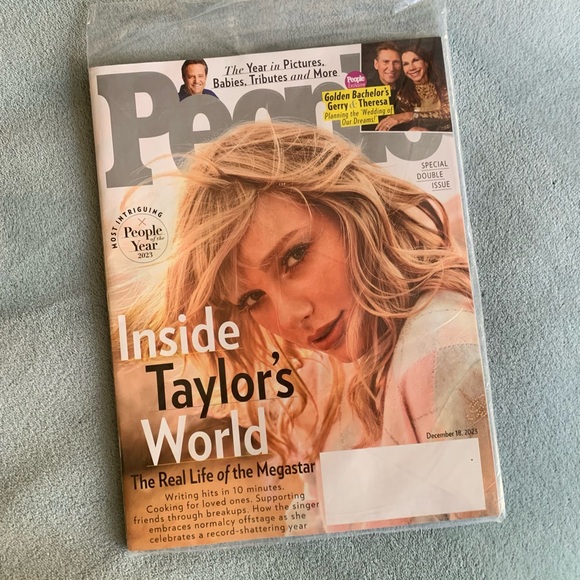 The Year in Pictures,
Babies, Tributes and More
People
Exclusive
Golden Bachelor's
Gerry & Theresa
Planning the Wedding of
Our Dreams!
People
SPECIAL
DOUBLE
ISSUE
MOST INTRIGUING
People
of the
Year
2023
Inside
Taylor's
World
December 18, 2023
The Real Life of the Megastar
Writing hits in 10 minutes.
Cooking for loved ones. Supporting
friends through breakups. How the singer
embraces normalcy offstage as she
celebrates a record-shattering year